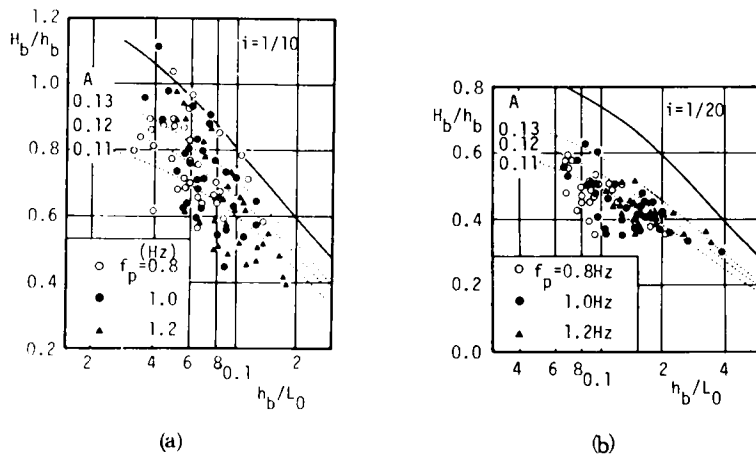 1.2
H_b/h_b
i=1/10
1.0
A
0.13
0.12
0.8
0.11
0.6
(Hz)
○ f_p=0.8
0.4
● 1.0
▲ 1.2
0.2
2 4 6 8 0.1 2
h_b/L_0
(a)
0.8
H_b/h_b
A
i=1/20
0.13
0.6
0.12
0.11
0.4
○ f_p=0.8Hz
0.2
● 1.0Hz
▲ 1.2Hz
0.0
4 6 8 0.1 2 4
h_b/L_0
(b)